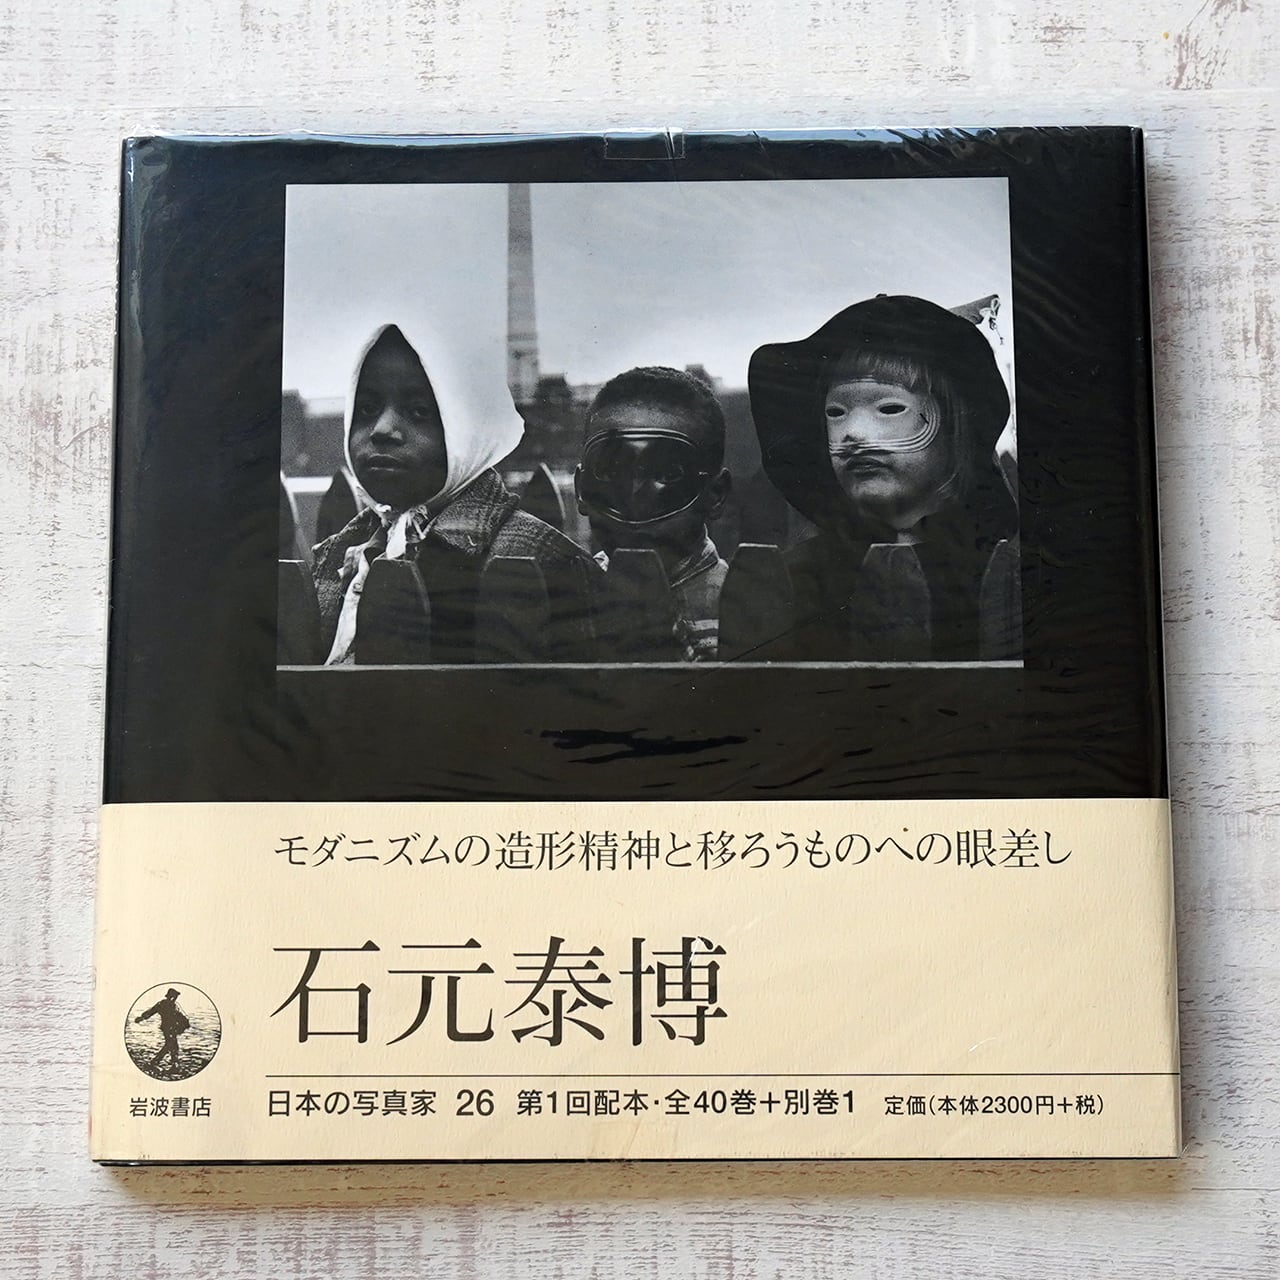 モダニズムの造形精神と移ろうものへの眼差し
石元泰博
岩波書店
日本の写真家 26 第1回配本・全40巻+別巻1 定価(本体2300円+税)